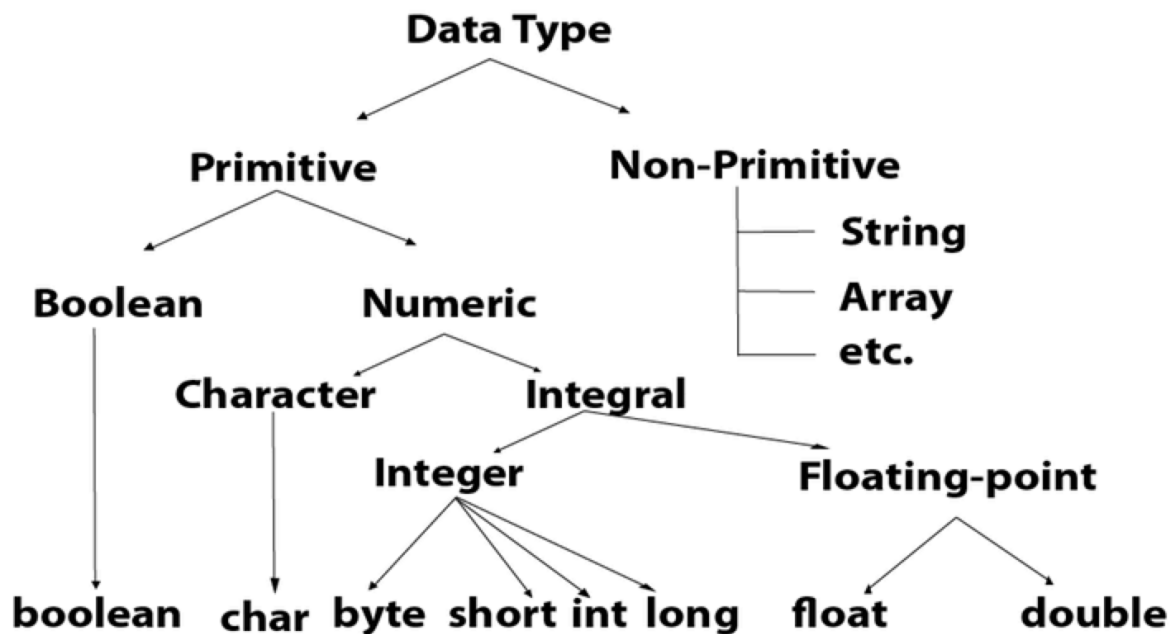 Data Type
Primitive
Non-Primitive
String
Boolean
Numeric
Array
etc.
Character
Integral
Integer
Floating-point
boolean char byte short int long float double